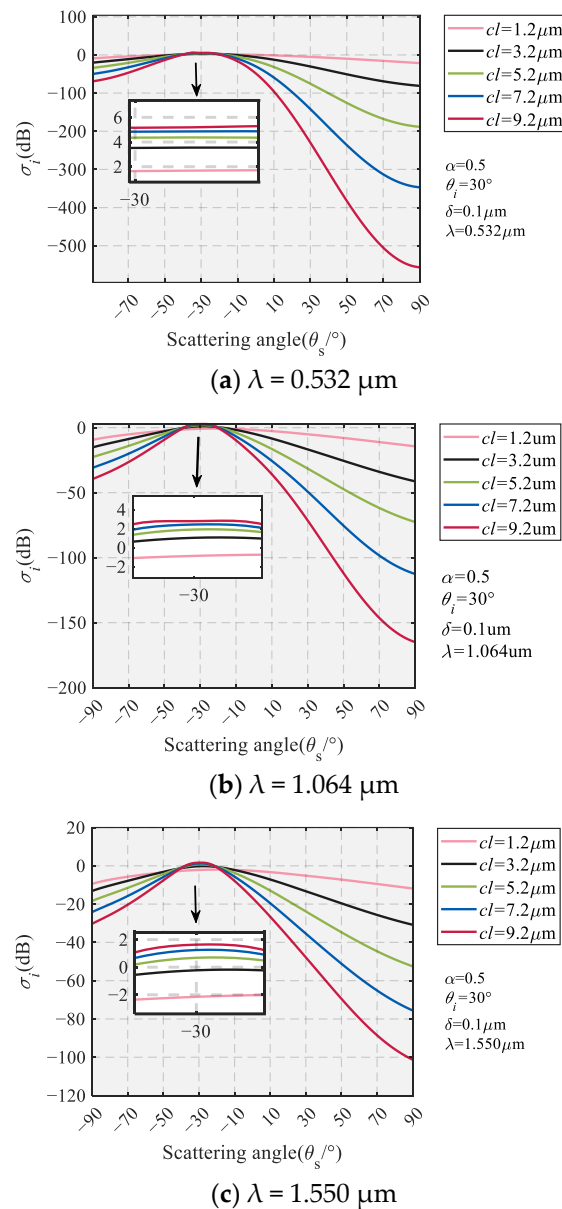 100
0
−100
−200
−300
−400
−500
σi(dB)
6
4
2
−30
−70
−50
−30
−10
10
30
50
70
90
Scattering angle(θs/°)
cl=1.2μm
cl=3.2μm
cl=5.2μm
cl=7.2μm
cl=9.2μm
α=0.5
θi=30°
δ=0.1μm
λ=0.532μm
(a) λ = 0.532 μm
0
−50
−100
−150
−200
σi(dB)
4
2
0
−2
−30
−90
−70
−50
−30
−10
10
30
50
70
90
Scattering angle(θs/°)
cl=1.2um
cl=3.2um
cl=5.2um
cl=7.2um
cl=9.2um
α=0.5
θi=30°
δ=0.1um
λ=1.064um
(b) λ = 1.064 μm
20
0
−20
−40
−60
−80
−100
−120
σi(dB)
2
0
−2
−30
−90
−70
−50
−30
−10
10
30
50
70
90
Scattering angle(θs/°)
cl=1.2μm
cl=3.2μm
cl=5.2μm
cl=7.2μm
cl=9.2μm
α=0.5
θi=30°
δ=0.1μm
λ=1.550μm
(c) λ = 1.550 μm